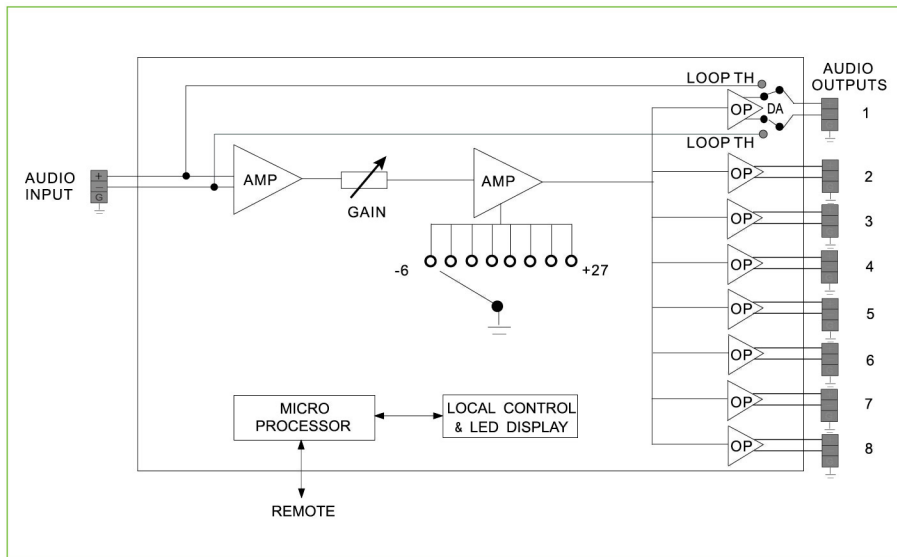 LOOP TH
AUDIO
OUTPUTS
OP
DA
1
LOOP TH
AUDIO
INPUT
+
–
G
AMP
GAIN
AMP
-6
+27
OP
2
OP
3
OP
4
OP
5
OP
6
OP
7
OP
8
MICRO
PROCESSOR
LOCAL CONTROL
& LED DISPLAY
REMOTE